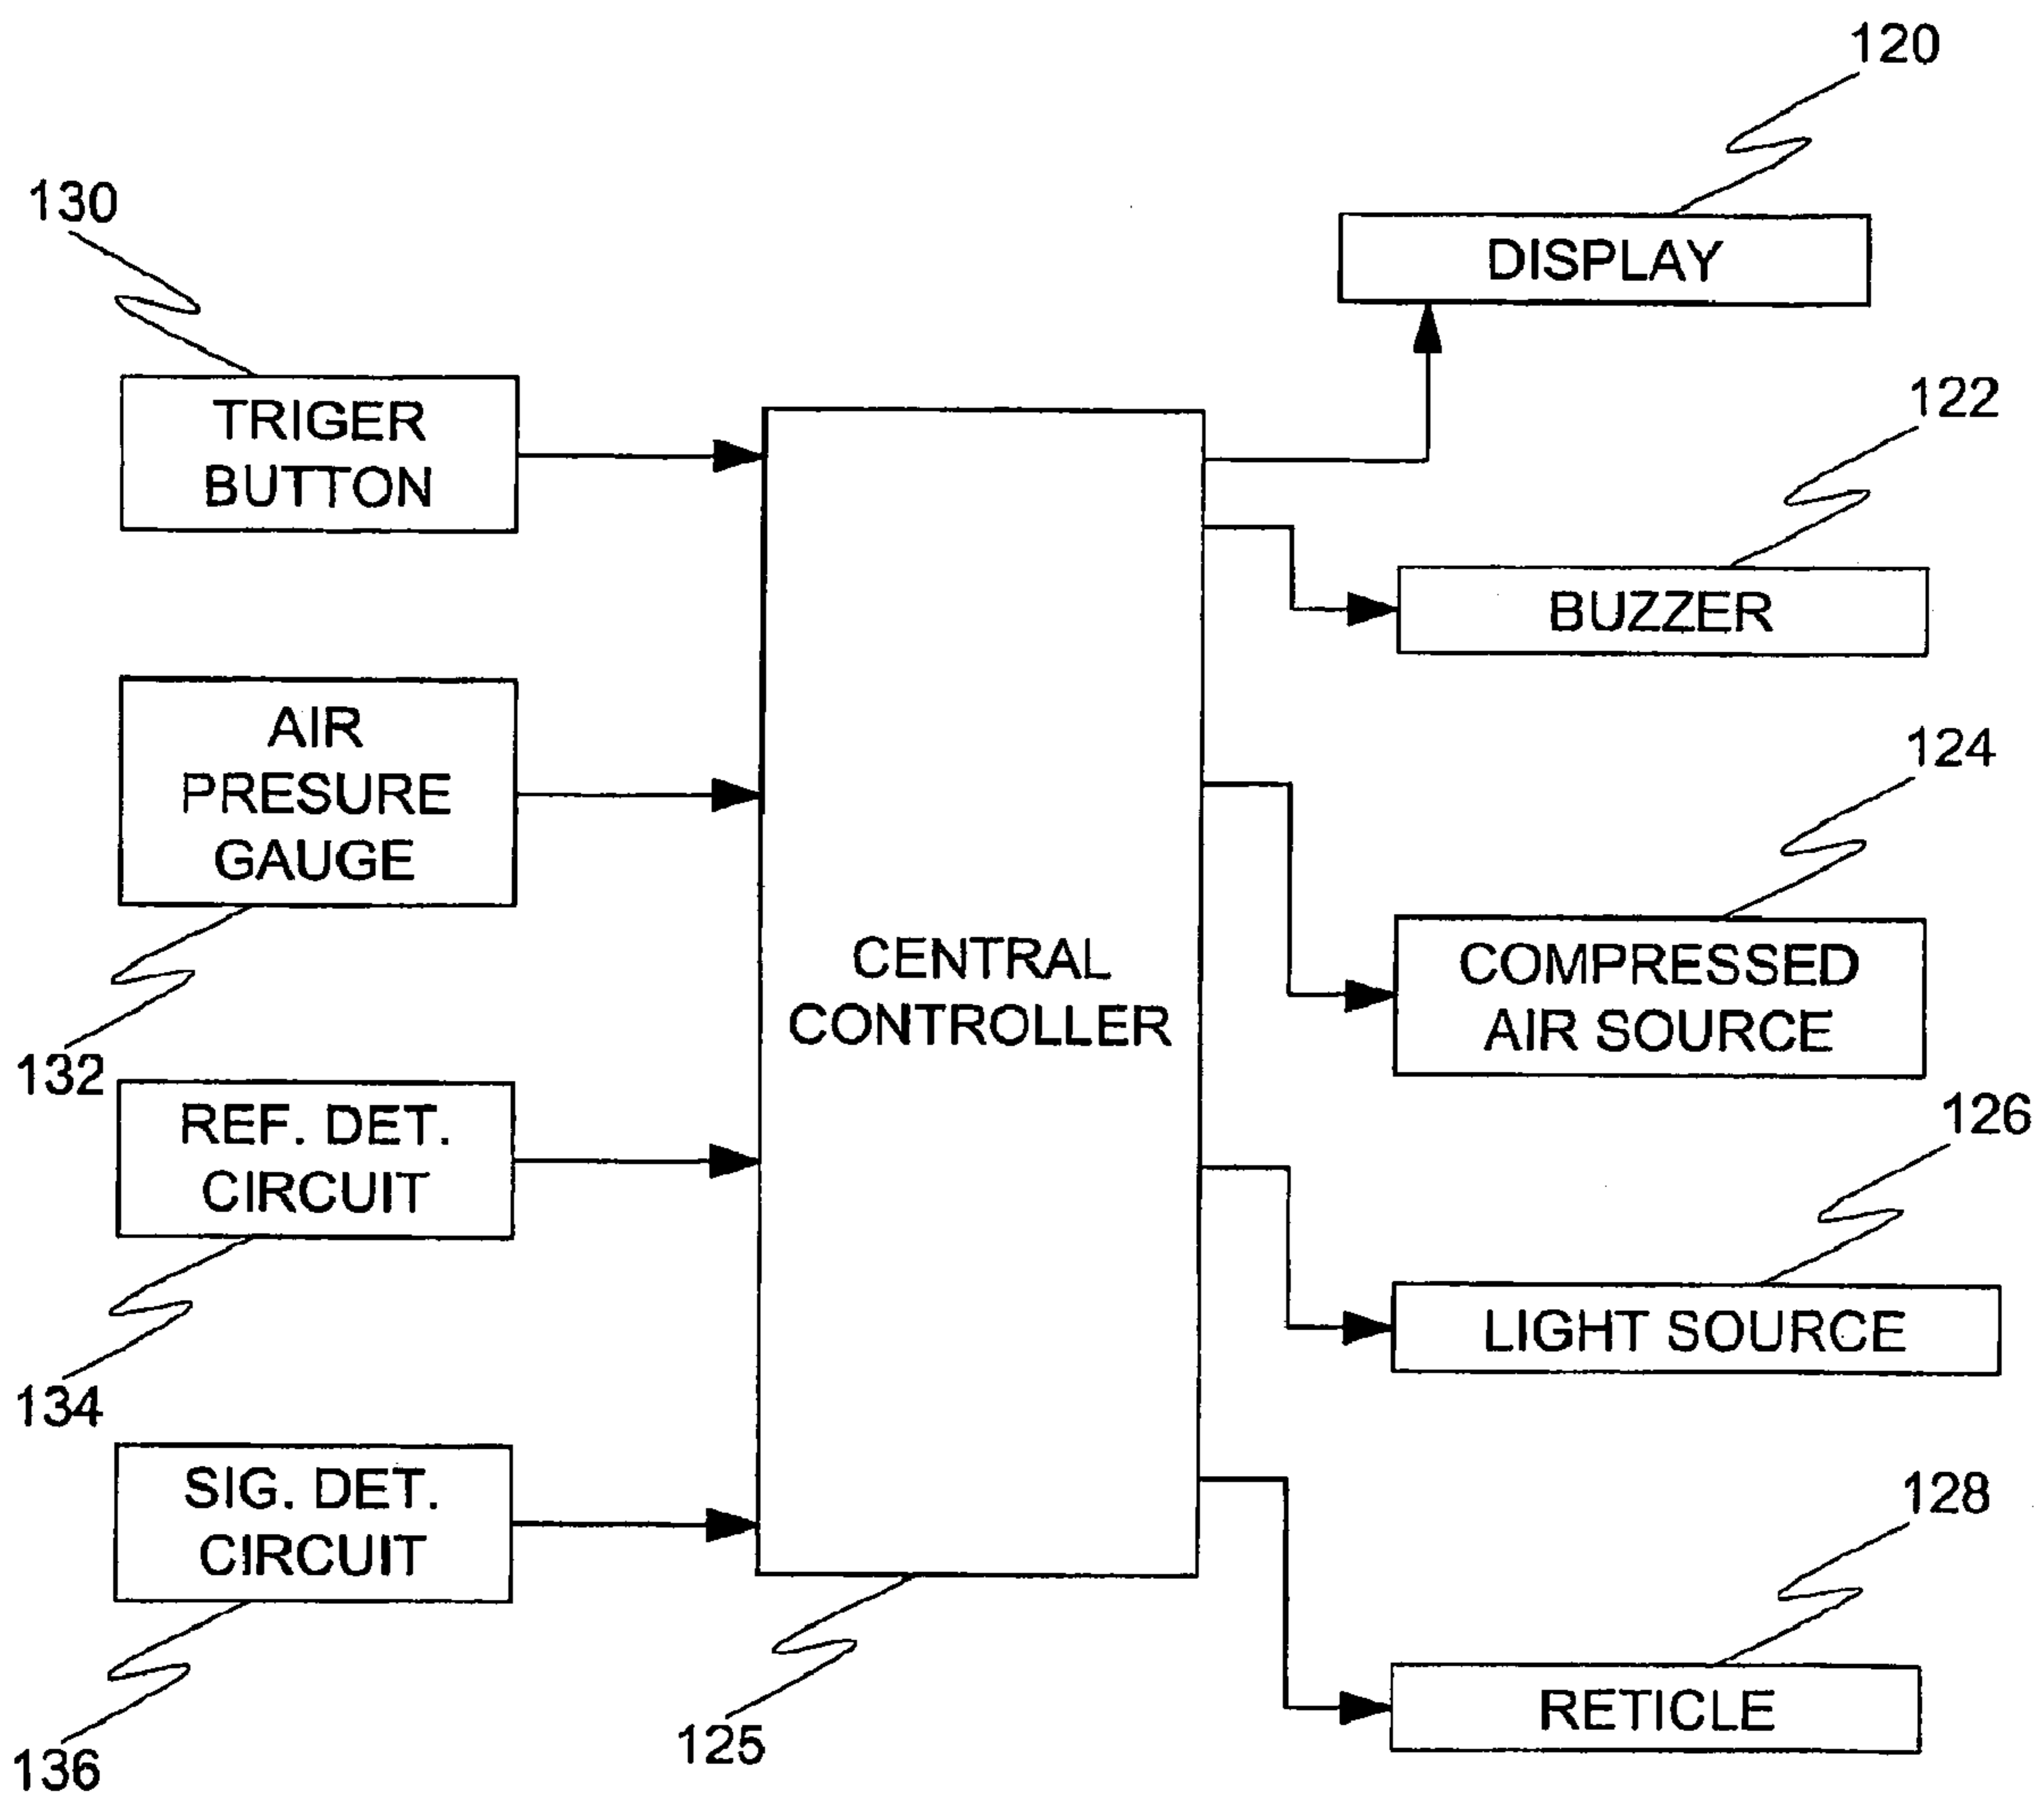 120
130
DISPLAY
122
TRIGER
BUTTON
BUZZER
AIR
PRESURE
GAUGE
124
CENTRAL
CONTROLLER
COMPRESSED
AIR SOURCE
132
126
REF. DET.
CIRCUIT
LIGHT SOURCE
134
128
SIG. DET.
CIRCUIT
RETICLE
125
136